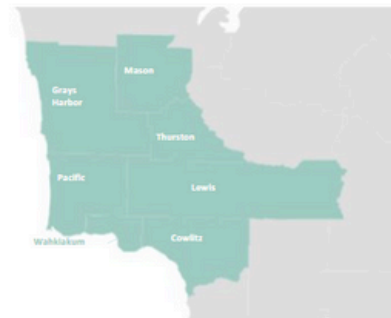 Mason
Grays
Harbor
Thurston
Pacific
Lewis
Wahkiakum
Cowlitz